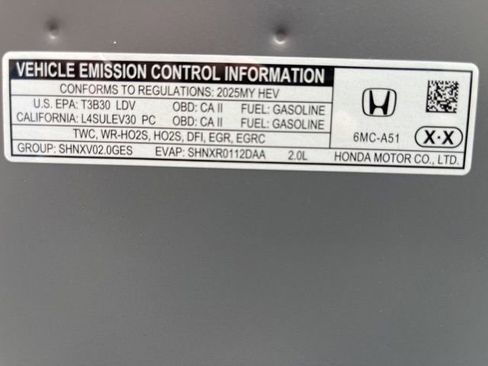 VEHICLE EMISSION CONTROL INFORMATION
CONFORMS TO REGULATIONS: 2025MY HEV
U.S. EPA: T3B30 LDV OBD: CA II FUEL: GASOLINE
CALIFORNIA: L4SULEV30 PC OBD: CA II FUEL: GASOLINE
TWC, WR-HO2S, HO2S, DFI, EGR, EGRC
GROUP: SHNXV02.0GES EVAP: SHNXR0112DAA 2.0L
6MC-A51
X·X
HONDA MOTOR CO., LTD.